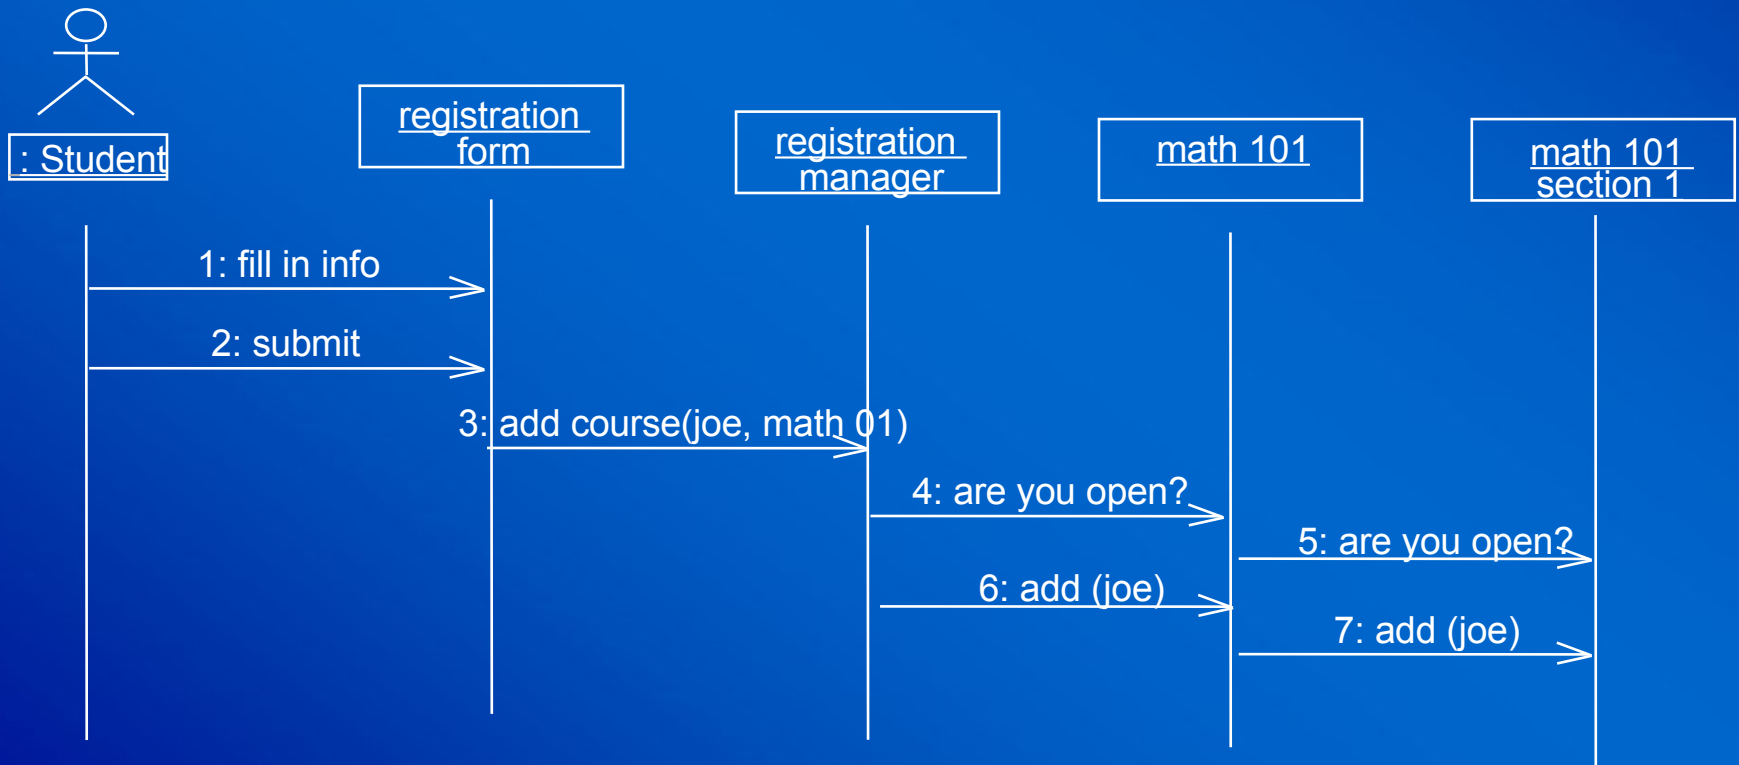 : Student
registration
form
registration
manager
math 101
math 101
section 1
1: fill in info
2: submit
3: add course(joe, math 01)
4: are you open?
5: are you open?
6: add (joe)
7: add (joe)